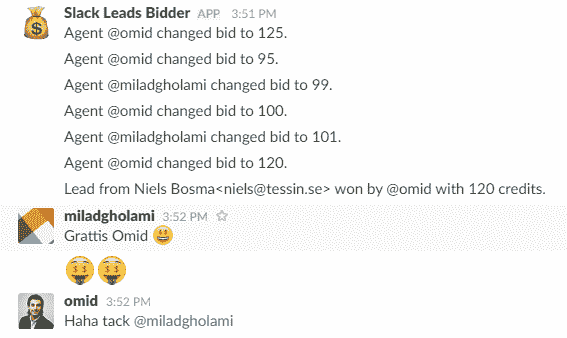 Slack Leads Bidder APP 3:51 PM
Agent @omid changed bid to 125.
Agent @omid changed bid to 95.
Agent @miladgholami changed bid to 99.
Agent @omid changed bid to 100.
Agent @miladgholami changed bid to 101.
Agent @omid changed bid to 120.
Lead from Niels Bosma<niels@tessin.se> won by @omid with 120 credits.
miladgholami 3:52 PM
Grattis Omid
omid 3:52 PM
Haha tack @miladgholami